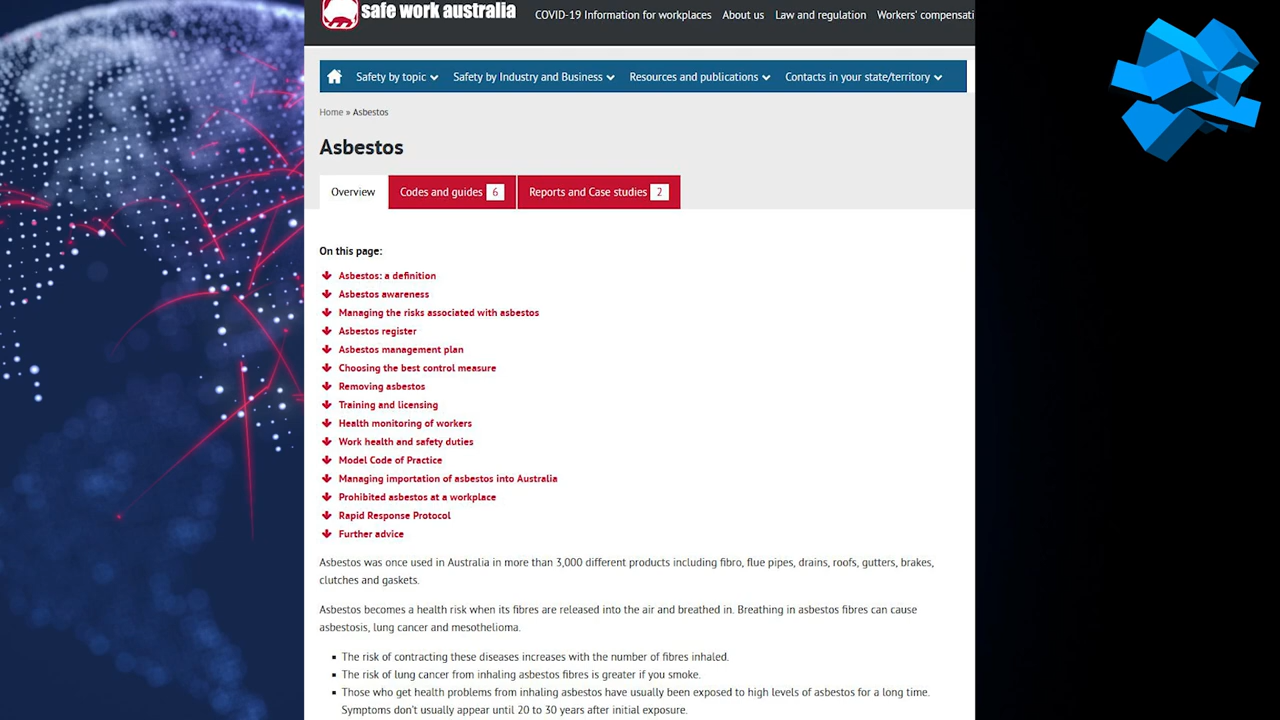 safe work australia
COVID-19 Information for workplaces About us Law and regulation Workers' compensati
Safety by topic Safety by Industry and Business Resources and publications Contacts in your state/territory
Home » Asbestos
Asbestos
Overview Codes and guides 6 Reports and Case studies 2
On this page:
Asbestos: a definition
Asbestos awareness
Managing the risks associated with asbestos
Asbestos register
Asbestos management plan
Choosing the best control measure
Removing asbestos
Training and licensing
Health monitoring of workers
Work health and safety duties
Model Code of Practice
Managing importation of asbestos into Australia
Prohibited asbestos at a workplace
Rapid Response Protocol
Further advice
Asbestos was once used in Australia in more than 3,000 different products including fibro, flue pipes, drains, roofs, gutters, brakes,
clutches and gaskets.
Asbestos becomes a health risk when its fibres are released into the air and breathed in. Breathing in asbestos fibres can cause
asbestosis, lung cancer and mesothelioma.
The risk of contracting these diseases increases with the number of fibres inhaled.
The risk of lung cancer from inhaling asbestos fibres is greater if you smoke.
Those who get health problems from inhaling asbestos have usually been exposed to high levels of asbestos for a long time.
Symptoms don't usually appear until 20 to 30 years after initial exposure.